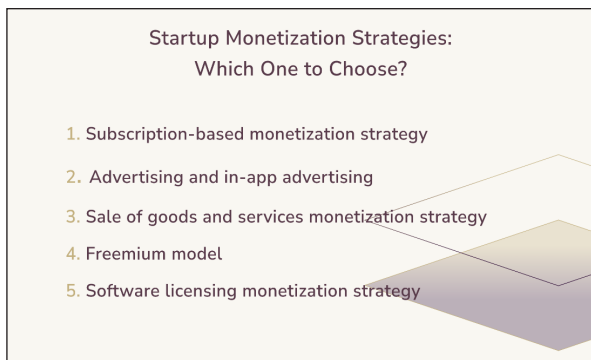 Startup Monetization Strategies:
Which One to Choose?
1. Subscription-based monetization strategy
2. Advertising and in-app advertising
3. Sale of goods and services monetization strategy
4. Freemium model
5. Software licensing monetization strategy